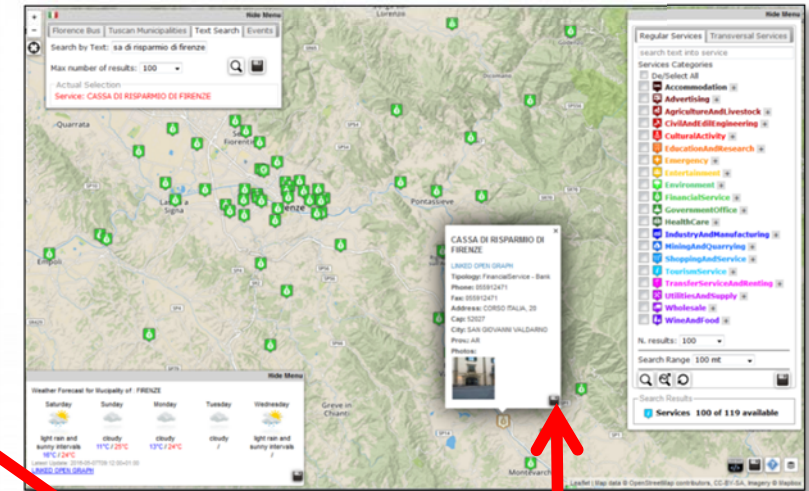 Hide Menu
Florence Bus
Tuscan Municipalities
Text Search
Events
Search by Text: sa di risparmio di firenze
Max number of results: 100
Actual Selection
Service: CASSA DI RISPARMIO DI FIRENZE
Lorenzo
Dicomano
Quarrata
Signa
Empoli
Pontassieve
Greve in
Chianti
CASSA DI RISPARMIO DI
FIRENZE
LINKED OPEN GRAPH
Tipology: FinancialService - Bank
Phone: 055912471
Fax: 055912471
Address: CORSO ITALIA, 20
Cap: 52027
City: SAN GIOVANNI VALDARNO
Prov.: AR
Photos:
Hide Menu
Weather Forecast for Mucipality of : FIRENZE
Saturday
Sunday
Monday
Tuesday
Wednesday
light rain and
sunny intervals
16°C / 24°C
cloudy
11°C / 25°C
cloudy
13°C / 24°C
cloudy
/
light rain and
sunny intervals
/
LINKED OPEN GRAPH
Hide Menu
Regular Services
Transversal Services
search text into service
Services Categories
De/Select All
Accommodation
Advertising
AgricultureAndLivestock
CivilAndEdilEngineering
CulturalActivity
EducationAndResearch
Emergency
Entertainment
Environment
FinancialService
GovernmentOffice
HealthCare
IndustryAndManufacturing
MiningAndQuarrying
ShoppingAndService
TourismService
TransferServiceAndRenting
UtilitiesAndSupply
Wholesale
WineAndFood
N. results: 100
Search Range 100 mt
Search Results
Services 100 of 119 available
Leaflet | Map data © OpenStreetMap contributors, CC-BY-SA, Imagery © Mapbox